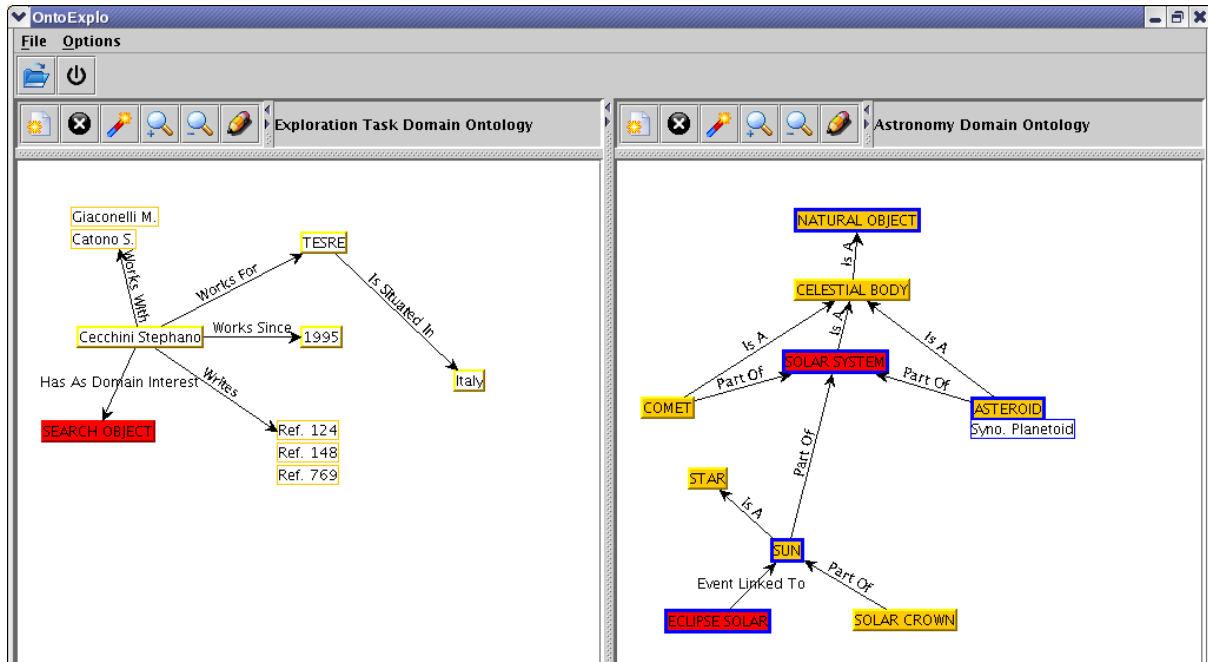 OntoExplo
File Options
Exploration Task Domain Ontology
Giaconelli M.
Catono S.
Works With
TESRE
Works For
Is Situated In
Cecchini Stephano
Works Since
1995
Italy
Has As Domain Interest
Writes
SEARCH OBJECT
Ref. 124
Ref. 148
Ref. 769
Astronomy Domain Ontology
NATURAL OBJECT
Is A
CELESTIAL BODY
Is A
Is A
Is A
SOLAR SYSTEM
Part Of
Part Of
COMET
ASTEROID
Syno. Planetoid
Part Of
STAR
Is A
SUN
Event Linked To
Part Of
ECLIPSE SOLAR
SOLAR CROWN